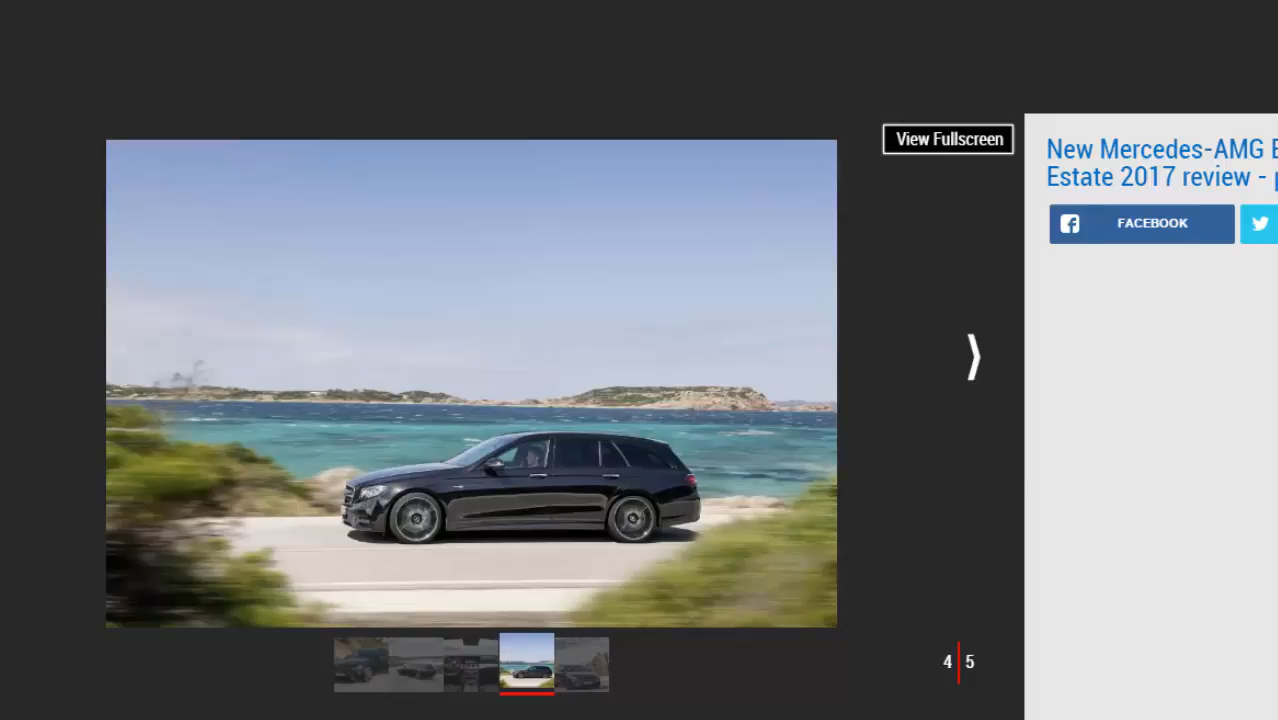 View Fullscreen
New Mercedes-AMG
Estate 2017 review -
FACEBOOK
4 5